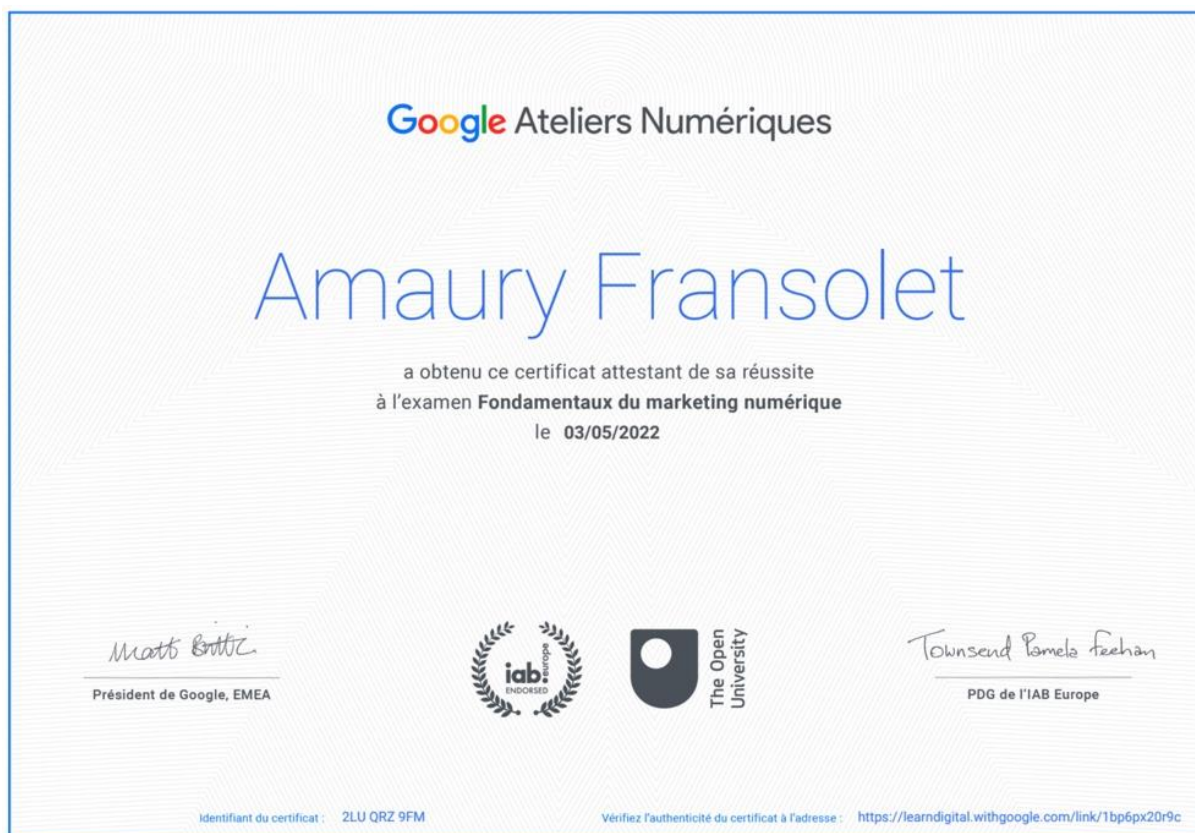 Google Ateliers Numériques
Amaury Fransolet
a obtenu ce certificat attestant de sa réussite
à l'examen Fondamentaux du marketing numérique
le 03/05/2022
Matt Brittin
Président de Google, EMEA
iab europe
ENDORSED
The Open
University
Townsend Pamela Feehan
PDG de l'IAB Europe
Identifiant du certificat : 2LU QRZ 9FM
Vérifiez l'authenticité du certificat à l'adresse : https://learndigital.withgoogle.com/link/1bp6px20r9c